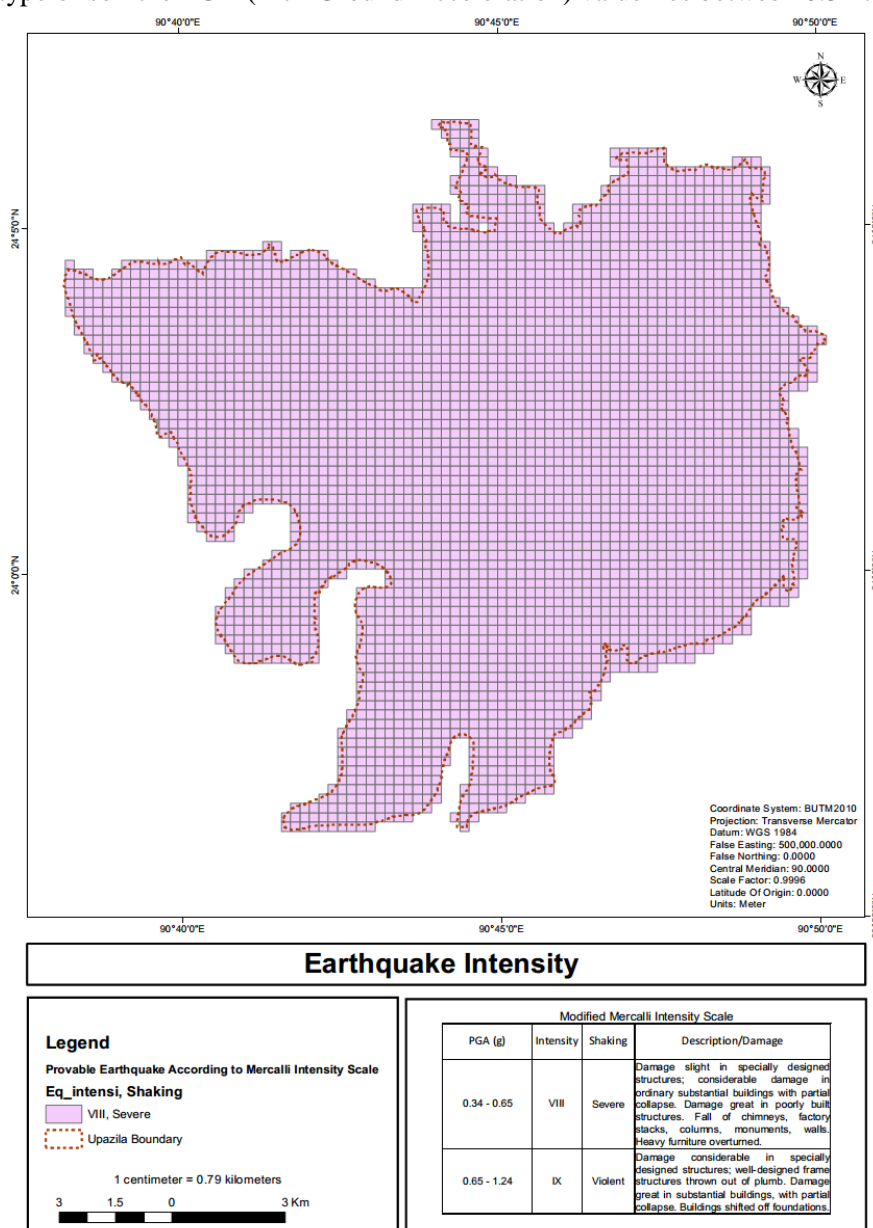 90°40'0"E 90°45'0"E 90°50'0"E
N
W E
S
24°5'0"N
24°0'0"N
Coordinate System: BUTM2010
Projection: Transverse Mercator
Datum: WGS 1984
False Easting: 500,000.0000
False Northing: 0.0000
Central Meridian: 90.0000
Scale Factor: 0.9996
Latitude Of Origin: 0.0000
Units: Meter
90°40'0"E 90°45'0"E 90°50'0"E
Earthquake Intensity
Legend
Provable Earthquake According to Mercalli Intensity Scale
Eq_intensi, Shaking
VIII, Severe
Upazila Boundary
1 centimeter = 0.79 kilometers
3 1.5 0 3 Km
Modified Mercalli Intensity Scale
PGA (g) Intensity Shaking Description/Damage
0.34 - 0.65 VIII Severe
Damage slight in specially designed
structures; considerable damage in
ordinary substantial buildings with partial
collapse. Damage great in poorly built
structures. Fall of chimneys, factory
stacks, columns, monuments, walls.
Heavy furniture overturned.
0.65 - 1.24 IX Violent
Damage considerable in specially
designed structures; well-designed frame
structures thrown out of plumb. Damage
great in substantial buildings, with partial
collapse. Buildings shifted off foundations.